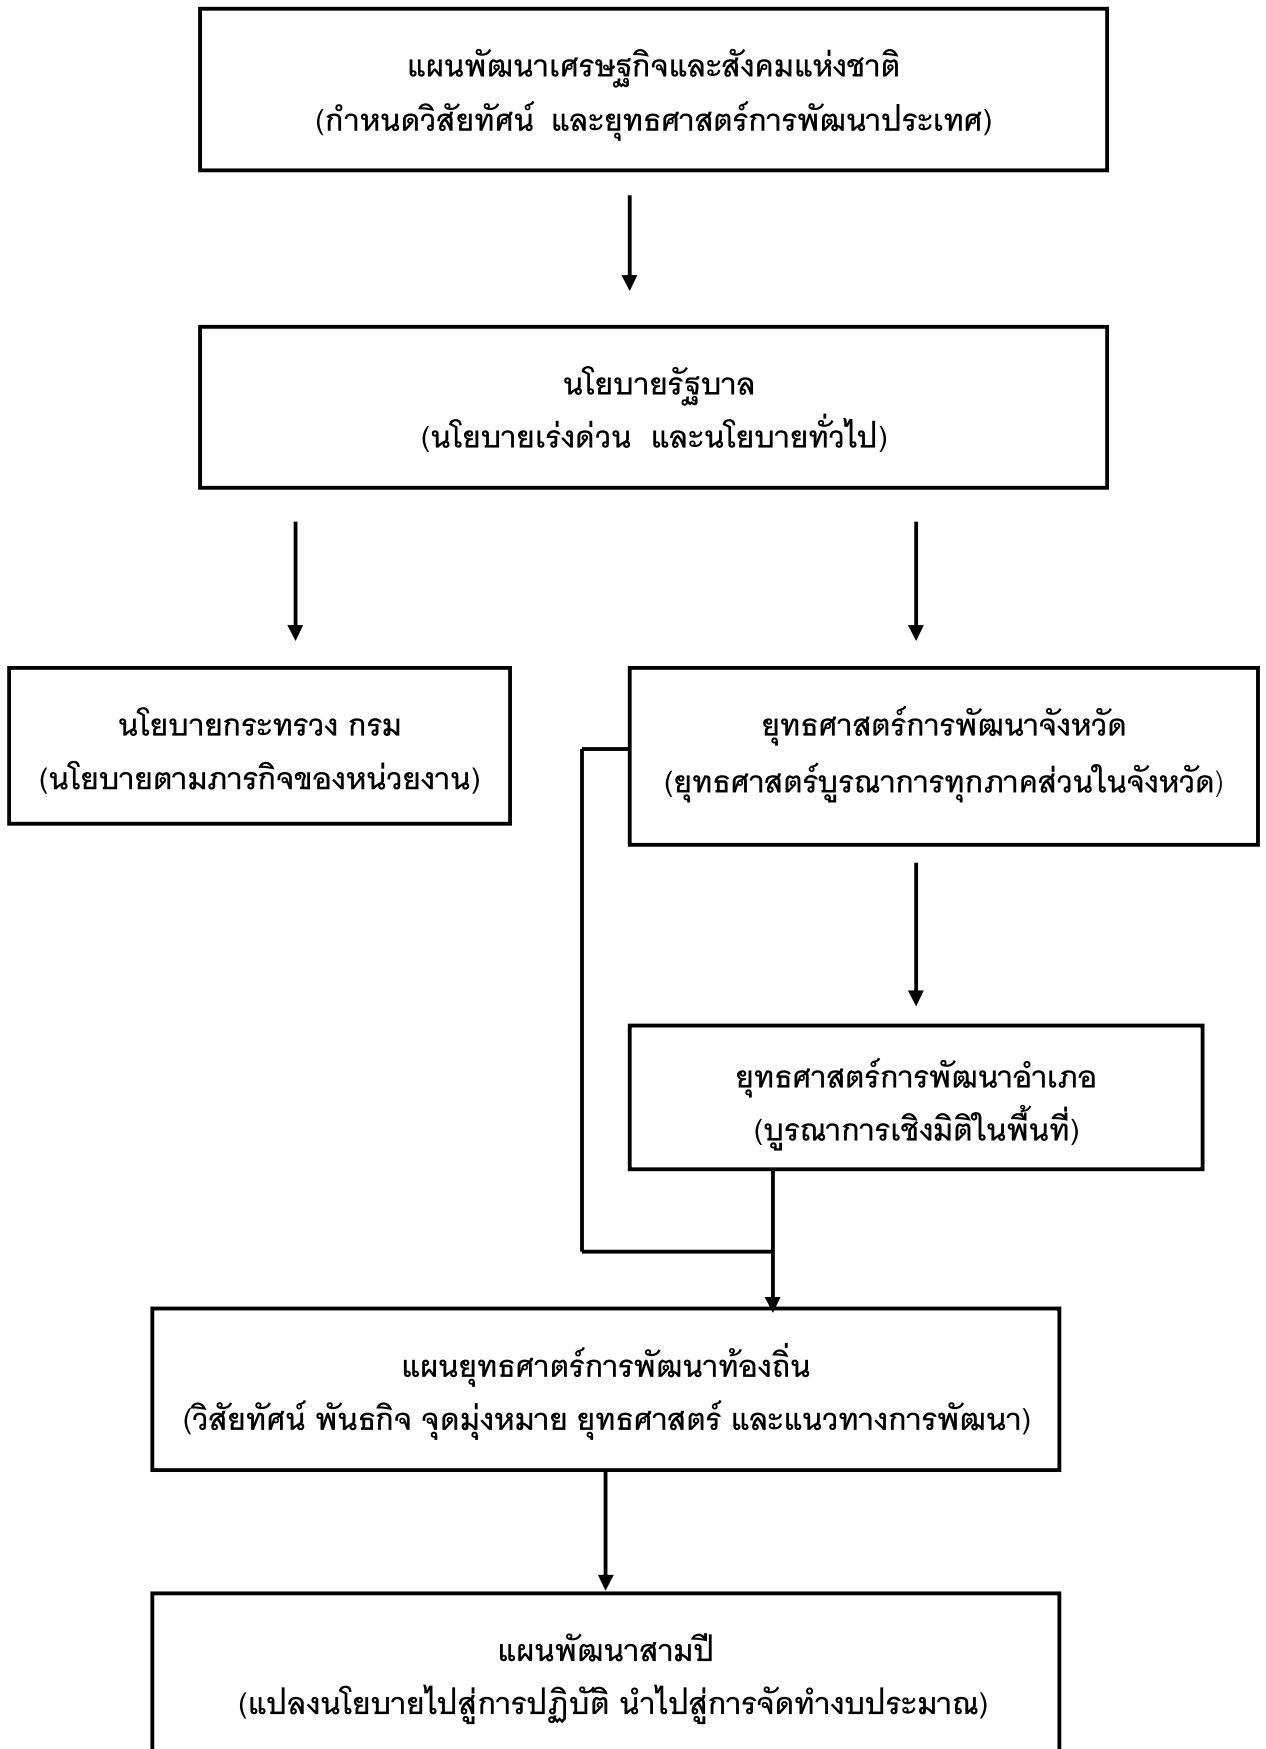 แผนพัฒนาเศรษฐกิจและสังคมแห่งชาติ
(กำหนดวิสัยทัศน์  และยุทธศาสตร์การพัฒนาประเทศ)
นโยบายรัฐบาล
(นโยบายเร่งด่วน  และนโยบายทั่วไป)
นโยบายกระทรวง กรม
(นโยบายตามภารกิจของหน่วยงาน)
ยุทธศาสตร์การพัฒนาจังหวัด
(ยุทธศาสตร์บูรณาการทุกภาคส่วนในจังหวัด)
ยุทธศาสตร์การพัฒนาอำเภอ
(บูรณาการเชิงมิติในพื้นที่)
แผนยุทธศาตร์การพัฒนาท้องถิ่น
(วิสัยทัศน์ พันธกิจ จุดมุ่งหมาย ยุทธศาสตร์ และแนวทางการพัฒนา)
แผนพัฒนาสามปี
(แปลงนโยบายไปสู่การปฏิบัติ นำไปสู่การจัดทำงบประมาณ)